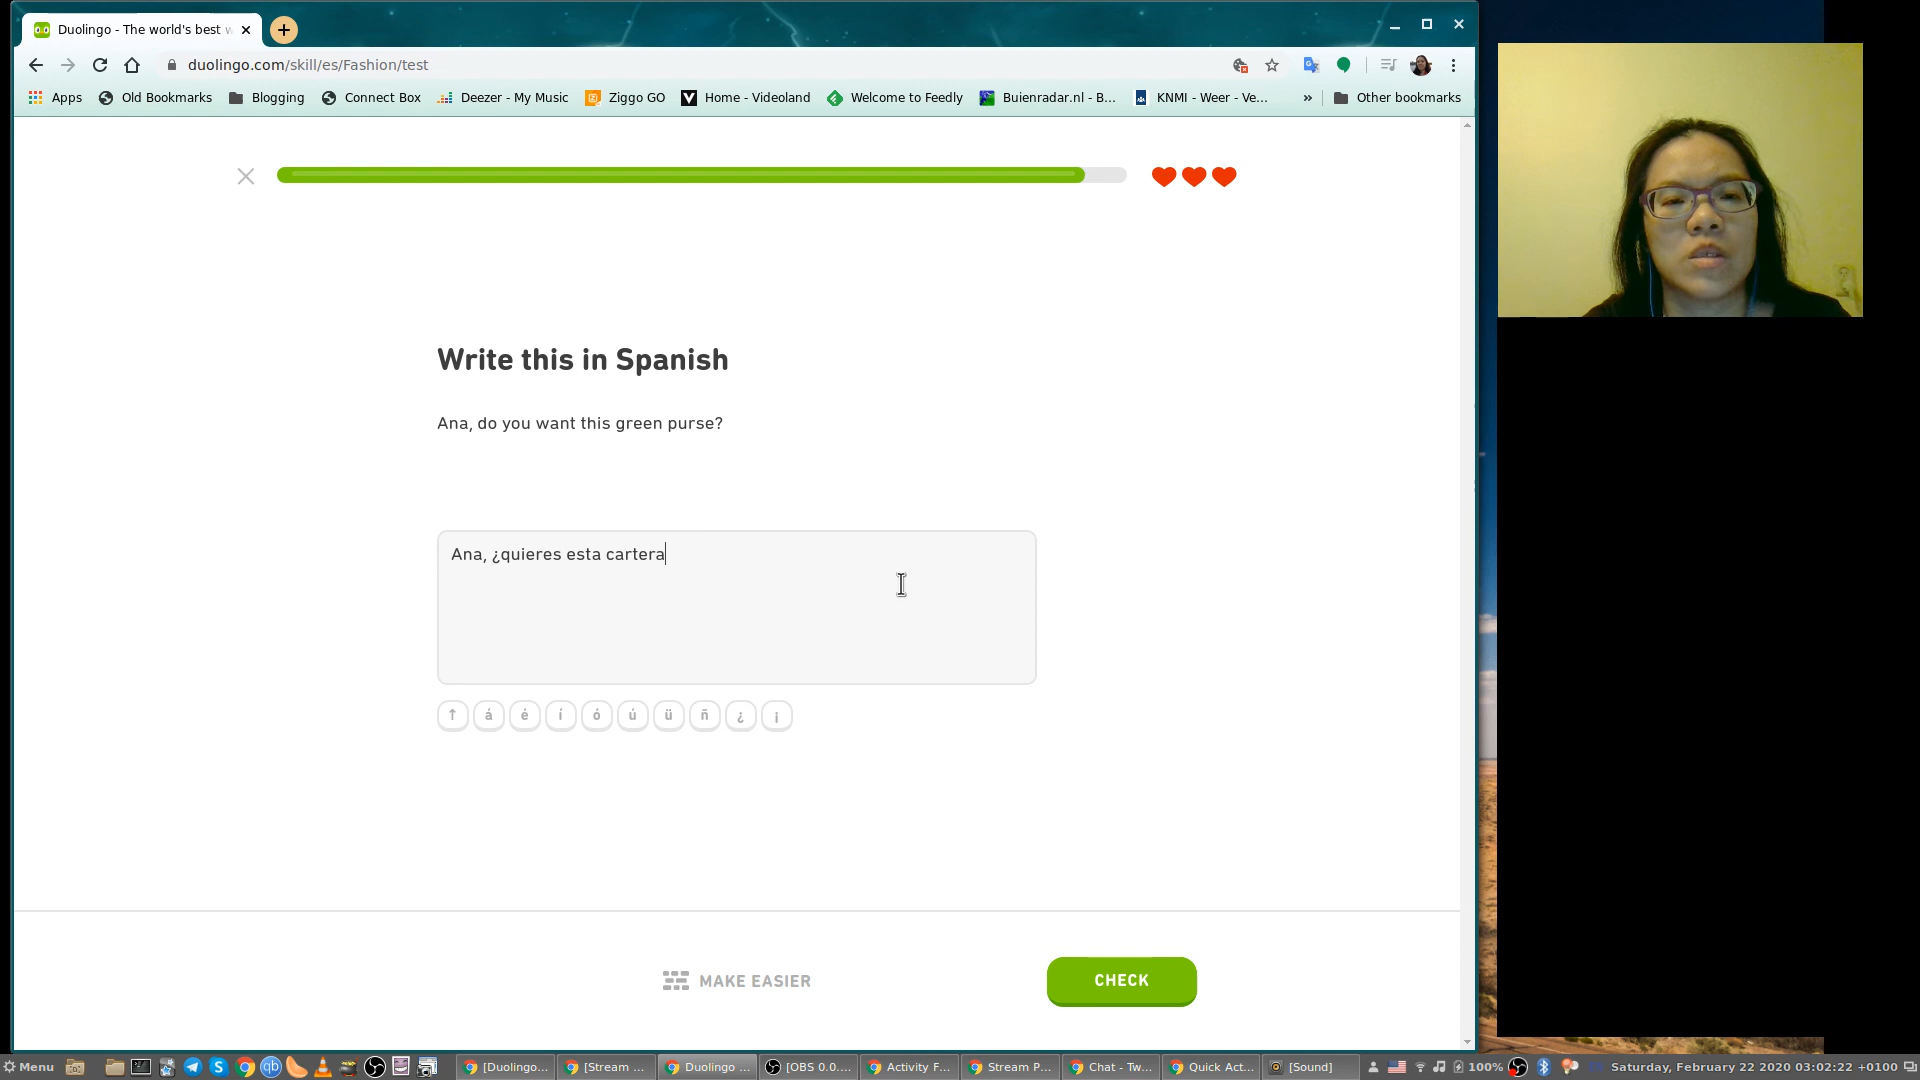 Duolingo - The world's best w
duolingo.com/skill/es/Fashion/test
Apps Old Bookmarks Blogging Connect Box Deezer - My Music Ziggo GO Home - Videoland Welcome to Feedly Buienradar.nl - B... KNMI - Weer - Ve... » Other bookmarks
Write this in Spanish
Ana, do you want this green purse?
Ana, ¿quieres esta cartera
↑ á é í ó ú ü ñ ¿ ¡
MAKE EASIER
CHECK
Menu [Duolingo... [Stream ... Duolingo ... [OBS 0.0.... Activity F... Stream P... Chat - Tw... Quick Act... [Sound] 100% Saturday, February 22 2020 03:02:22 +0100